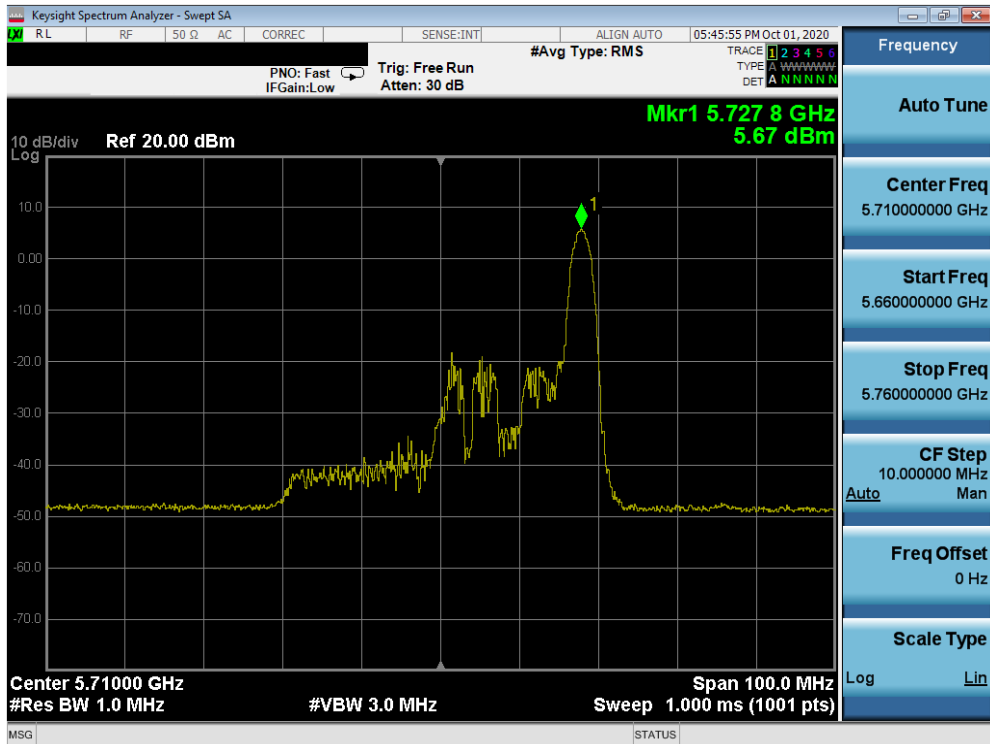 Keysight Spectrum Analyzer - Swept SA
LXI RL RF 50 Ω AC CORREC SENSE:INT ALIGN AUTO 05:45:55 PM Oct 01, 2020
#Avg Type: RMS TRACE 1 2 3 4 5 6
PNO: Fast Trig: Free Run TYPE A WWWWW
IFGain:Low Atten: 30 dB DET A N N N N N
Mkr1 5.727 8 GHz
5.67 dBm
10 dB/div Ref 20.00 dBm
Log
1
10.0
0.00
-10.0
-20.0
-30.0
-40.0
-50.0
-60.0
-70.0
Center 5.71000 GHz Span 100.0 MHz
#Res BW 1.0 MHz #VBW 3.0 MHz Sweep 1.000 ms (1001 pts)
MSG STATUS
Frequency
Auto Tune
Center Freq
5.710000000 GHz
Start Freq
5.660000000 GHz
Stop Freq
5.760000000 GHz
CF Step
10.000000 MHz
Auto Man
Freq Offset
0 Hz
Scale Type
Log Lin